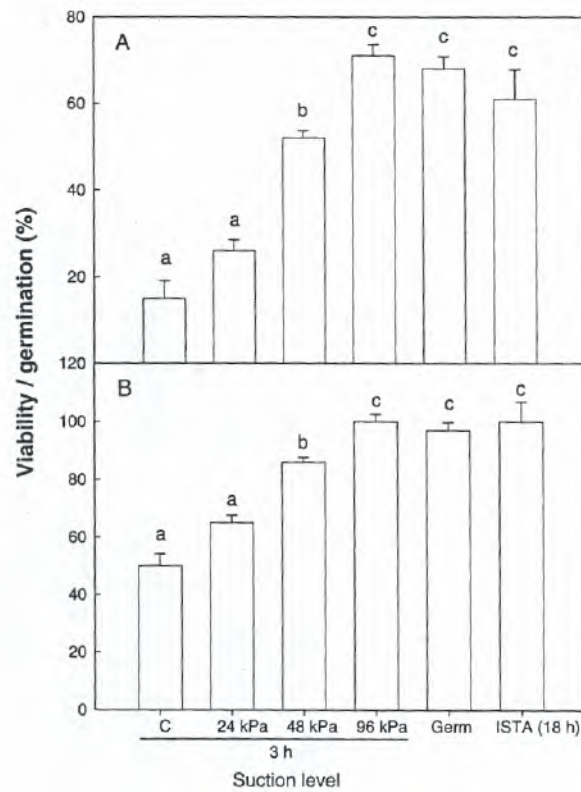 80
A
c
c
c
60
b
40
a
a
20
Viability / germination (%)
120
B
c
c
c
100
b
80
a
a
60
40
20
0
C 24 kPa 48 kPa 96 kPa Germ ISTA (18 h)
3 h
Suction level